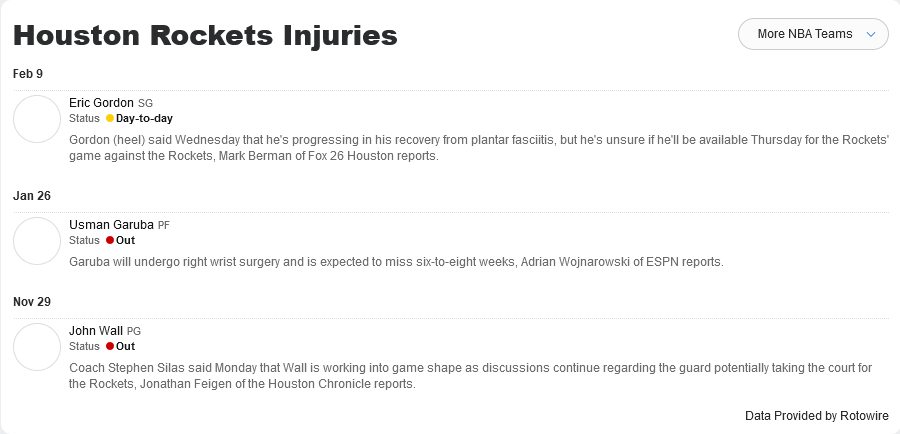 Houston Rockets Injuries
More NBA Teams
Feb 9
Eric Gordon SG
Status Day-to-day
Gordon (heel) said Wednesday that he's progressing in his recovery from plantar fasciitis, but he's unsure if he'll be available Thursday for the Rockets'
game against the Rockets, Mark Berman of Fox 26 Houston reports.
Jan 26
Usman Garuba PF
Status Out
Garuba will undergo right wrist surgery and is expected to miss six-to-eight weeks, Adrian Wojnarowski of ESPN reports.
Nov 29
John Wall PG
Status Out
Coach Stephen Silas said Monday that Wall is working into game shape as discussions continue regarding the guard potentially taking the court for
the Rockets, Jonathan Feigen of the Houston Chronicle reports.
Data Provided by Rotowire